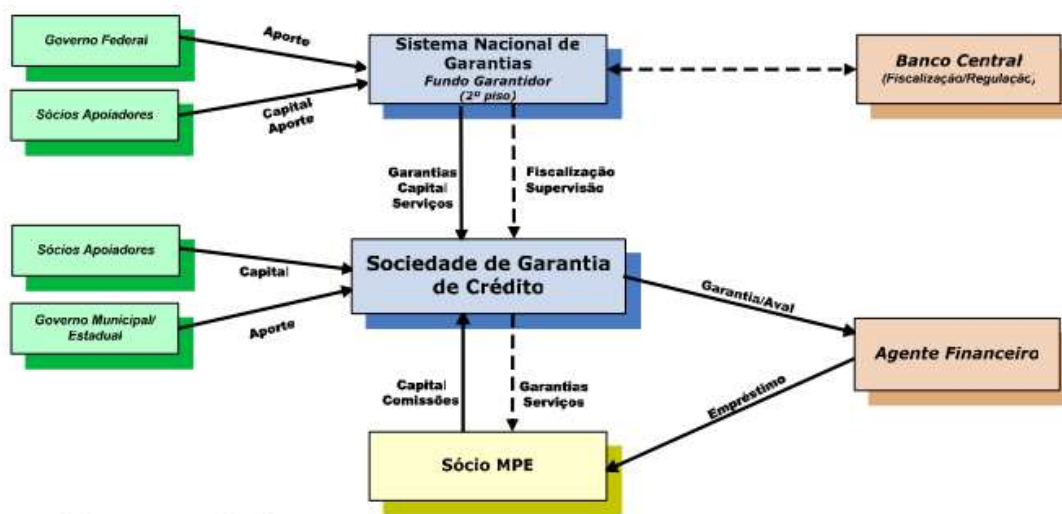 Governo Federal
Aporte
Sistema Nacional de
Garantias
Fundo Garantidor
(2º piso)
Banco Central
(Fiscalização/Regulação)
Sócios Apoiadores
Capital
Aporte
Garantias
Capital
Serviços
Fiscalização
Supervisão
Sócios Apoiadores
Capital
Sociedade de Garantia
de Crédito
Garantia/Aval
Governo Municipal/
Estadual
Aporte
Agente Financeiro
Capital
Comissões
Garantias
Serviços
Empréstimo
Sócio MPE